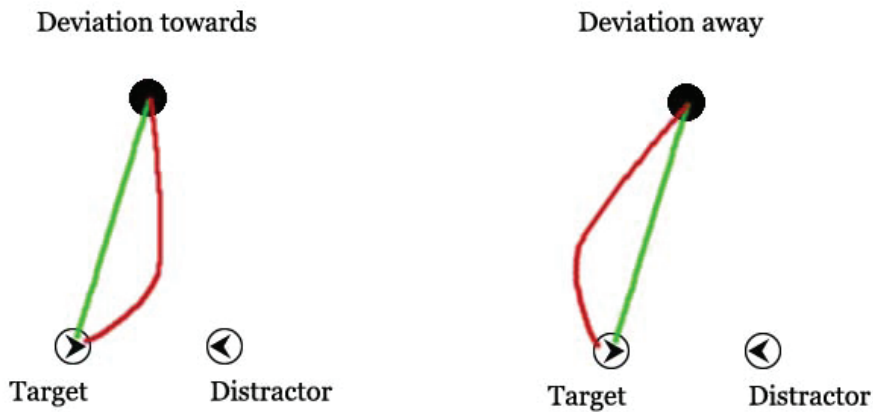 Deviation towards
Deviation away
Target
Distractor
Target
Distractor